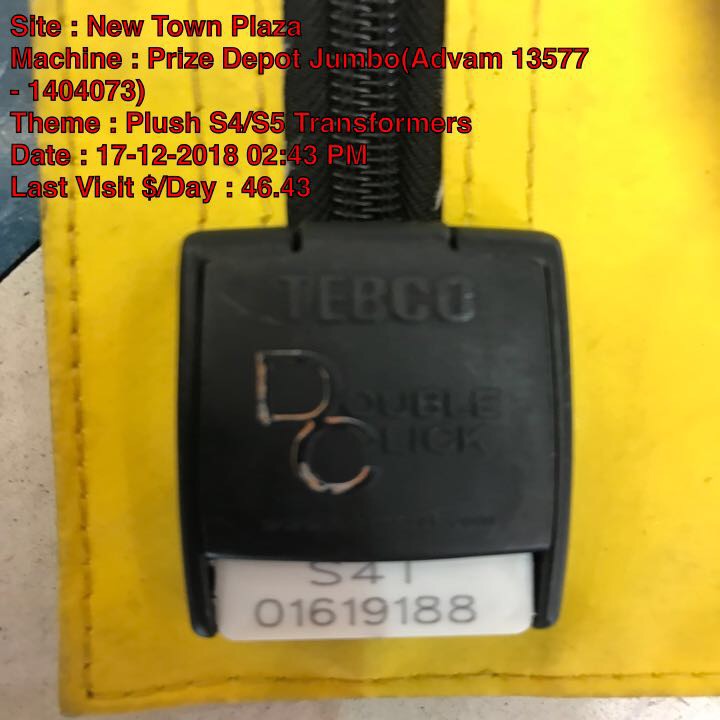 Site : New Town Plaza
Machine : Prize Depot Jumbo(Advam 13577
- 1404073)
Theme : Plush S4/S5 Transformers
Date : 17-12-2018 02:43 PM
Last Visit $/Day : 46.43
TEBCO
DOUBLE
CLICK
S4T
01619188